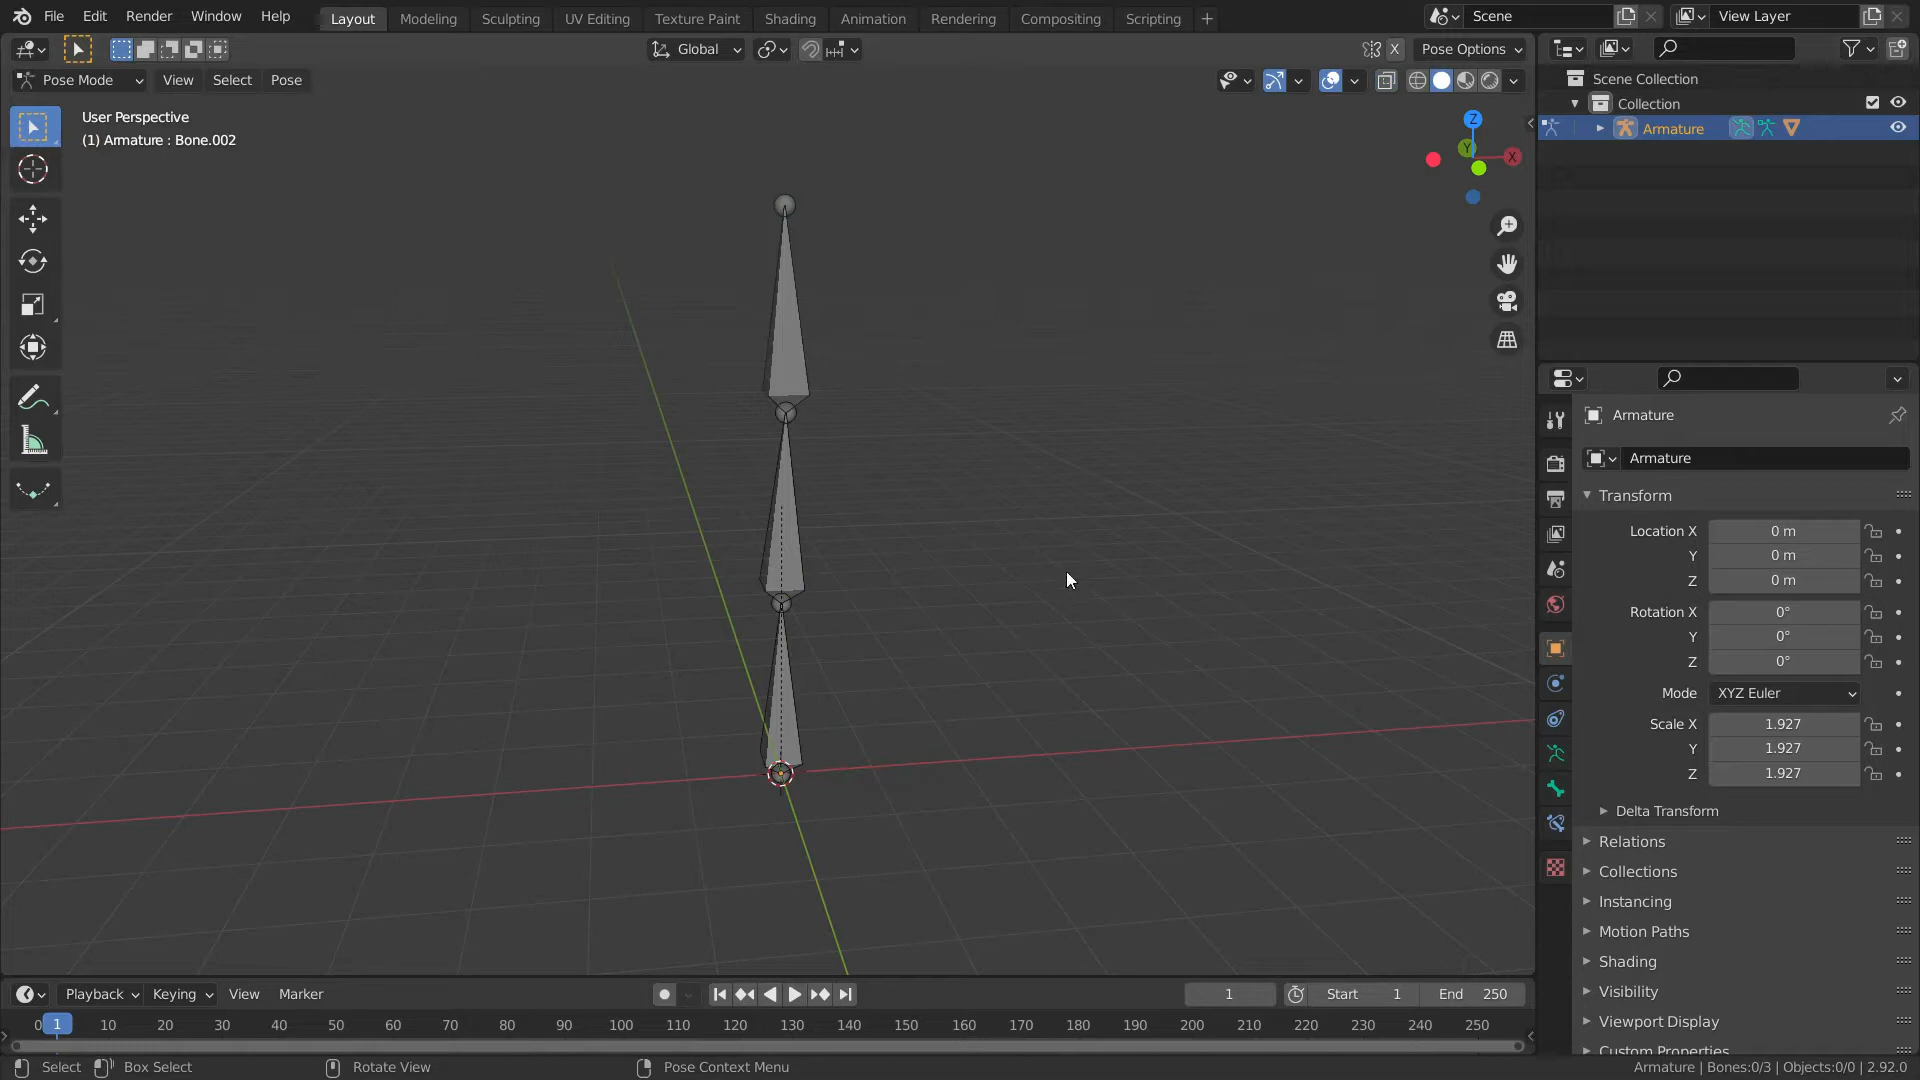 File Edit Render Window Help Layout Modeling Sculpting UV Editing Texture Paint Shading Animation Rendering Compositing Scripting + Scene View Layer
Global X Pose Options
Pose Mode View Select Pose
Scene Collection
Collection
Armature
User Perspective
(1) Armature : Bone.002
Z
Y
X
Armature
Armature
Transform
Location X 0 m
Y 0 m
Z 0 m
Rotation X 0°
Y 0°
Z 0°
Mode XYZ Euler
Scale X 1.927
Y 1.927
Z 1.927
Delta Transform
Relations
Collections
Instancing
Motion Paths
Shading
Visibility
Viewport Display
Custom Properties
Playback Keying View Marker 1 Start 1 End 250
0 1 10 20 30 40 50 60 70 80 90 100 110 120 130 140 150 160 170 180 190 200 210 220 230 240 250
Select Box Select Rotate View Pose Context Menu Armature | Bones:0/3 | Objects:0/0 | 2.92.0